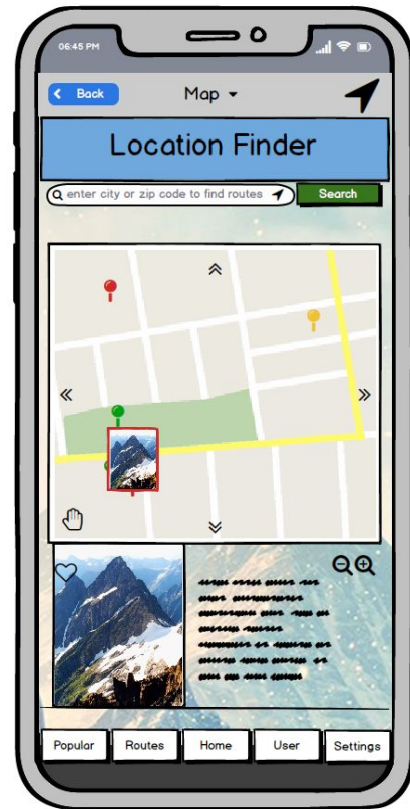 06:45 PM
Back
Map
Location Finder
enter city or zip code to find routes
Search
Popular
Routes
Home
User
Settings